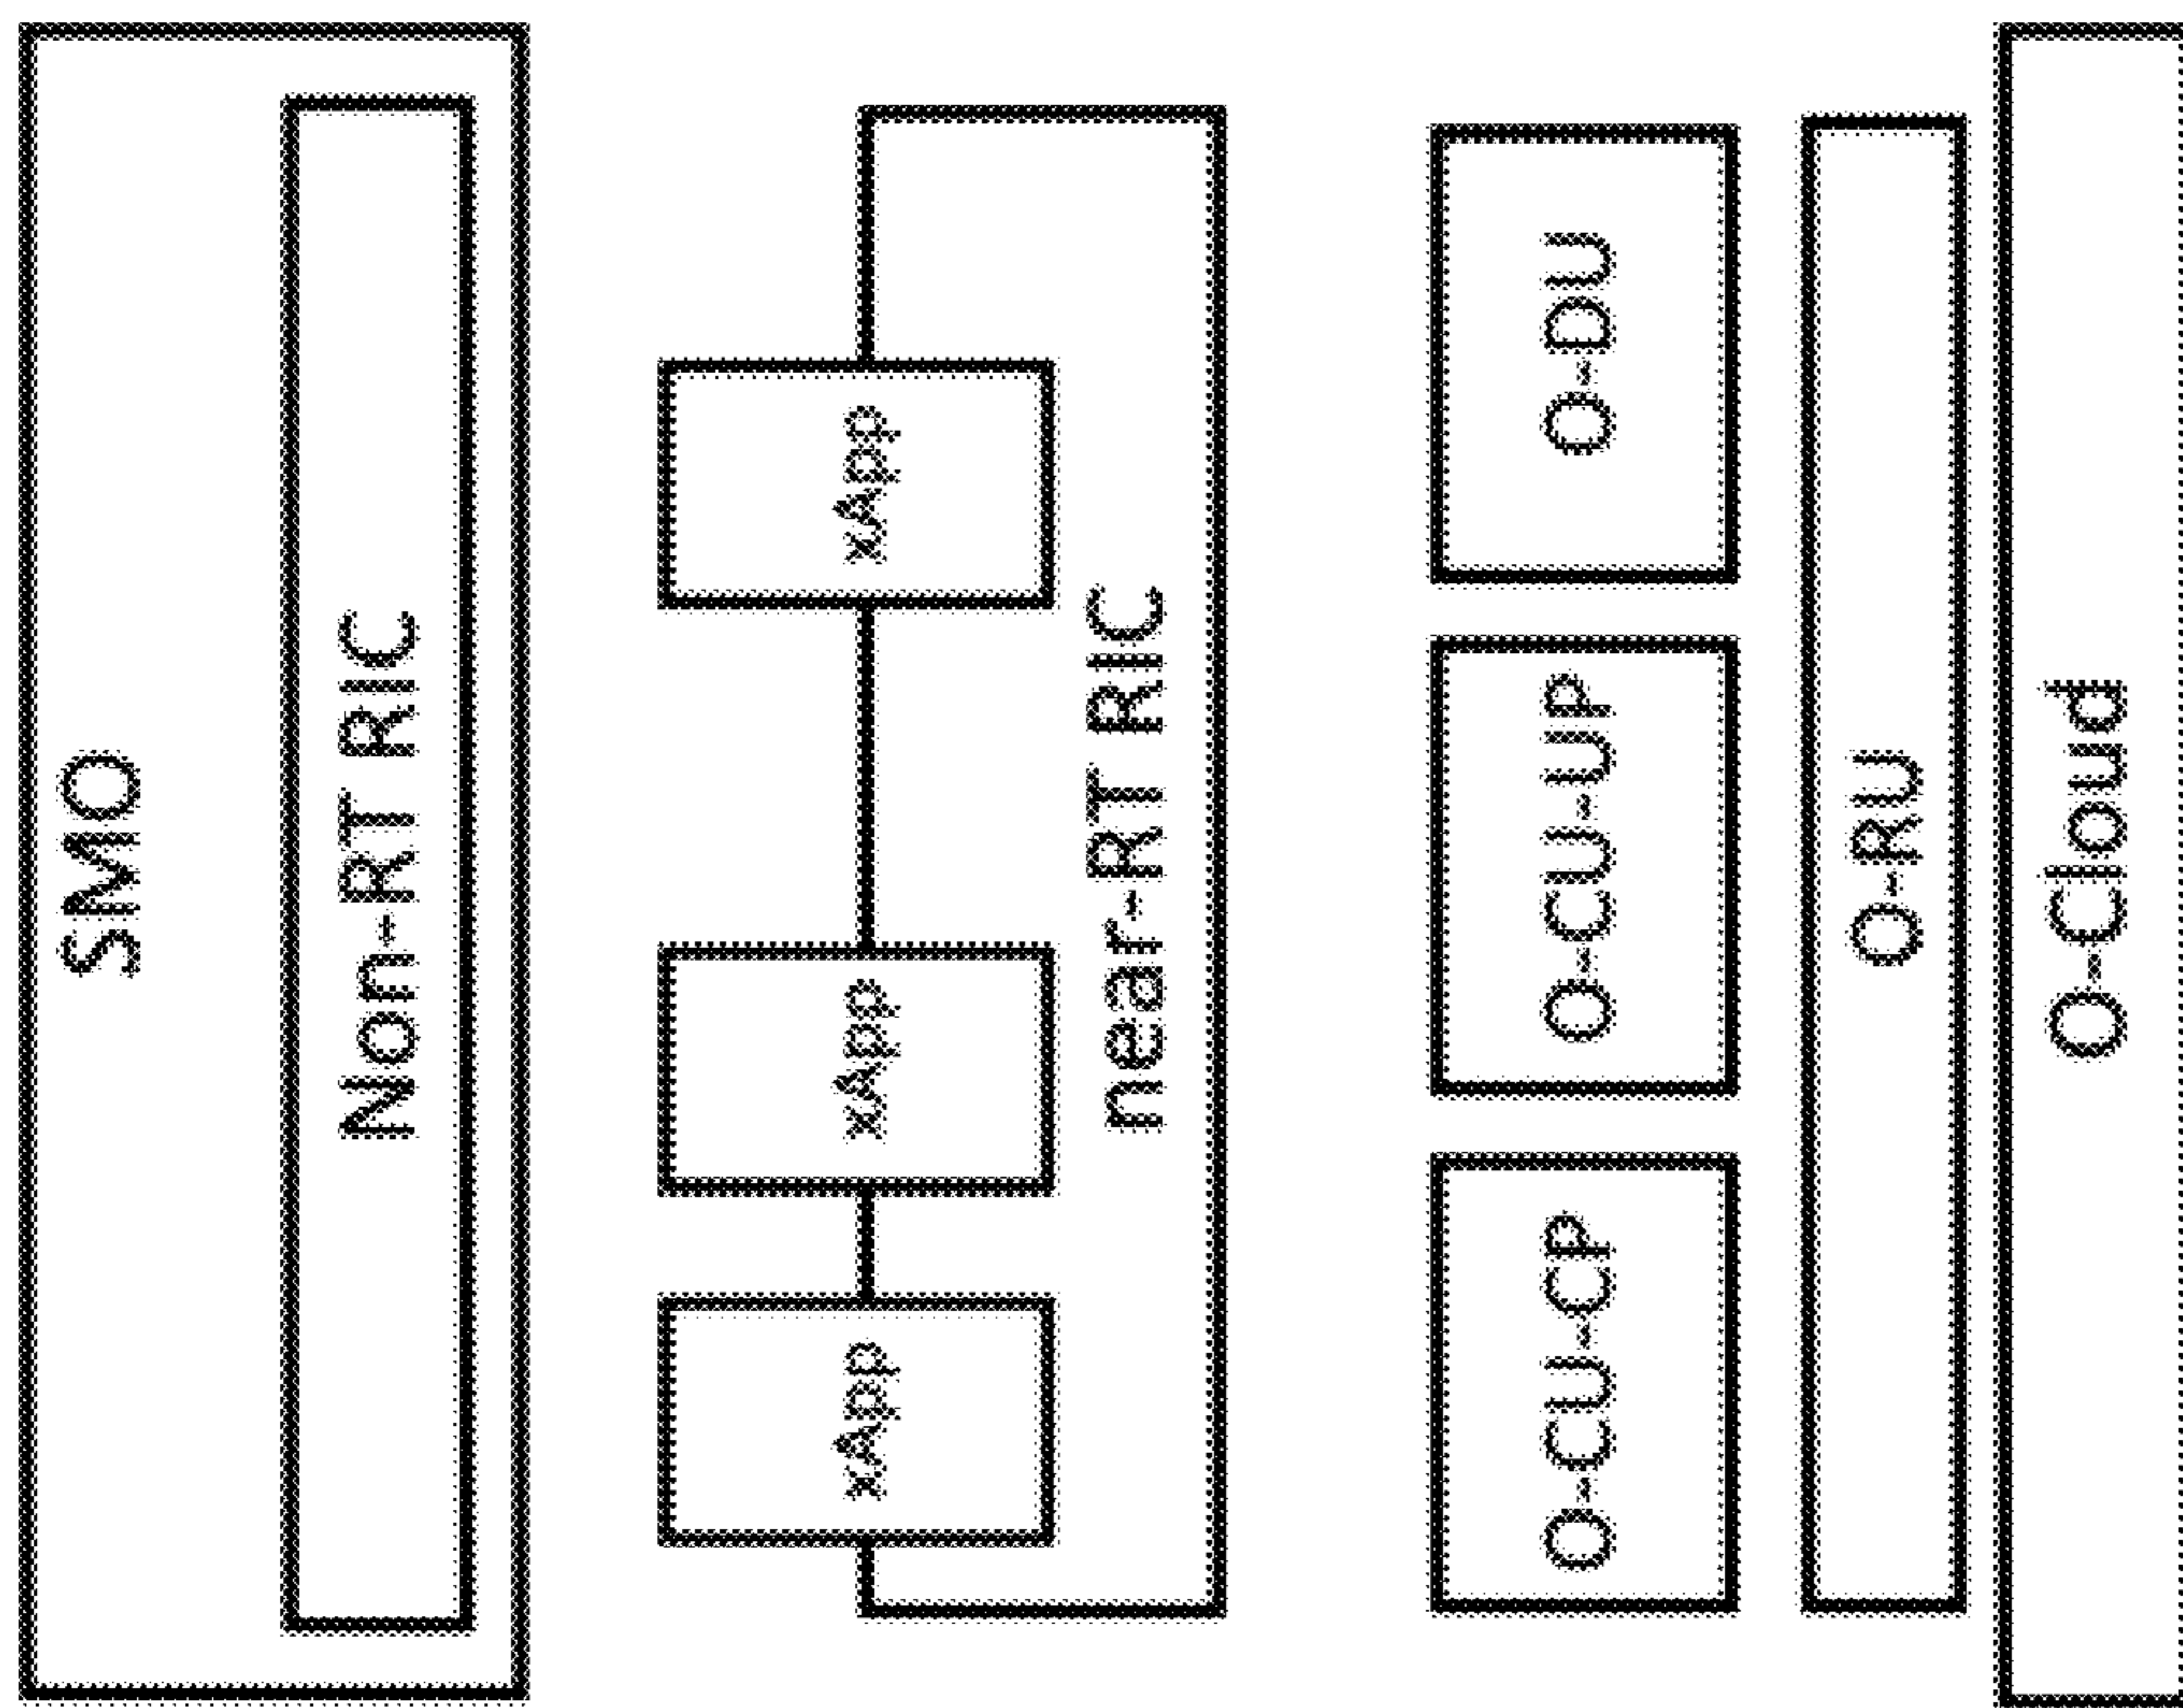 SMO
Non-RT RIC
xApp
xApp
xApp
near-RT RIC
O-CU-CP
O-CU-UP
O-DU
O-RU
O-Cloud